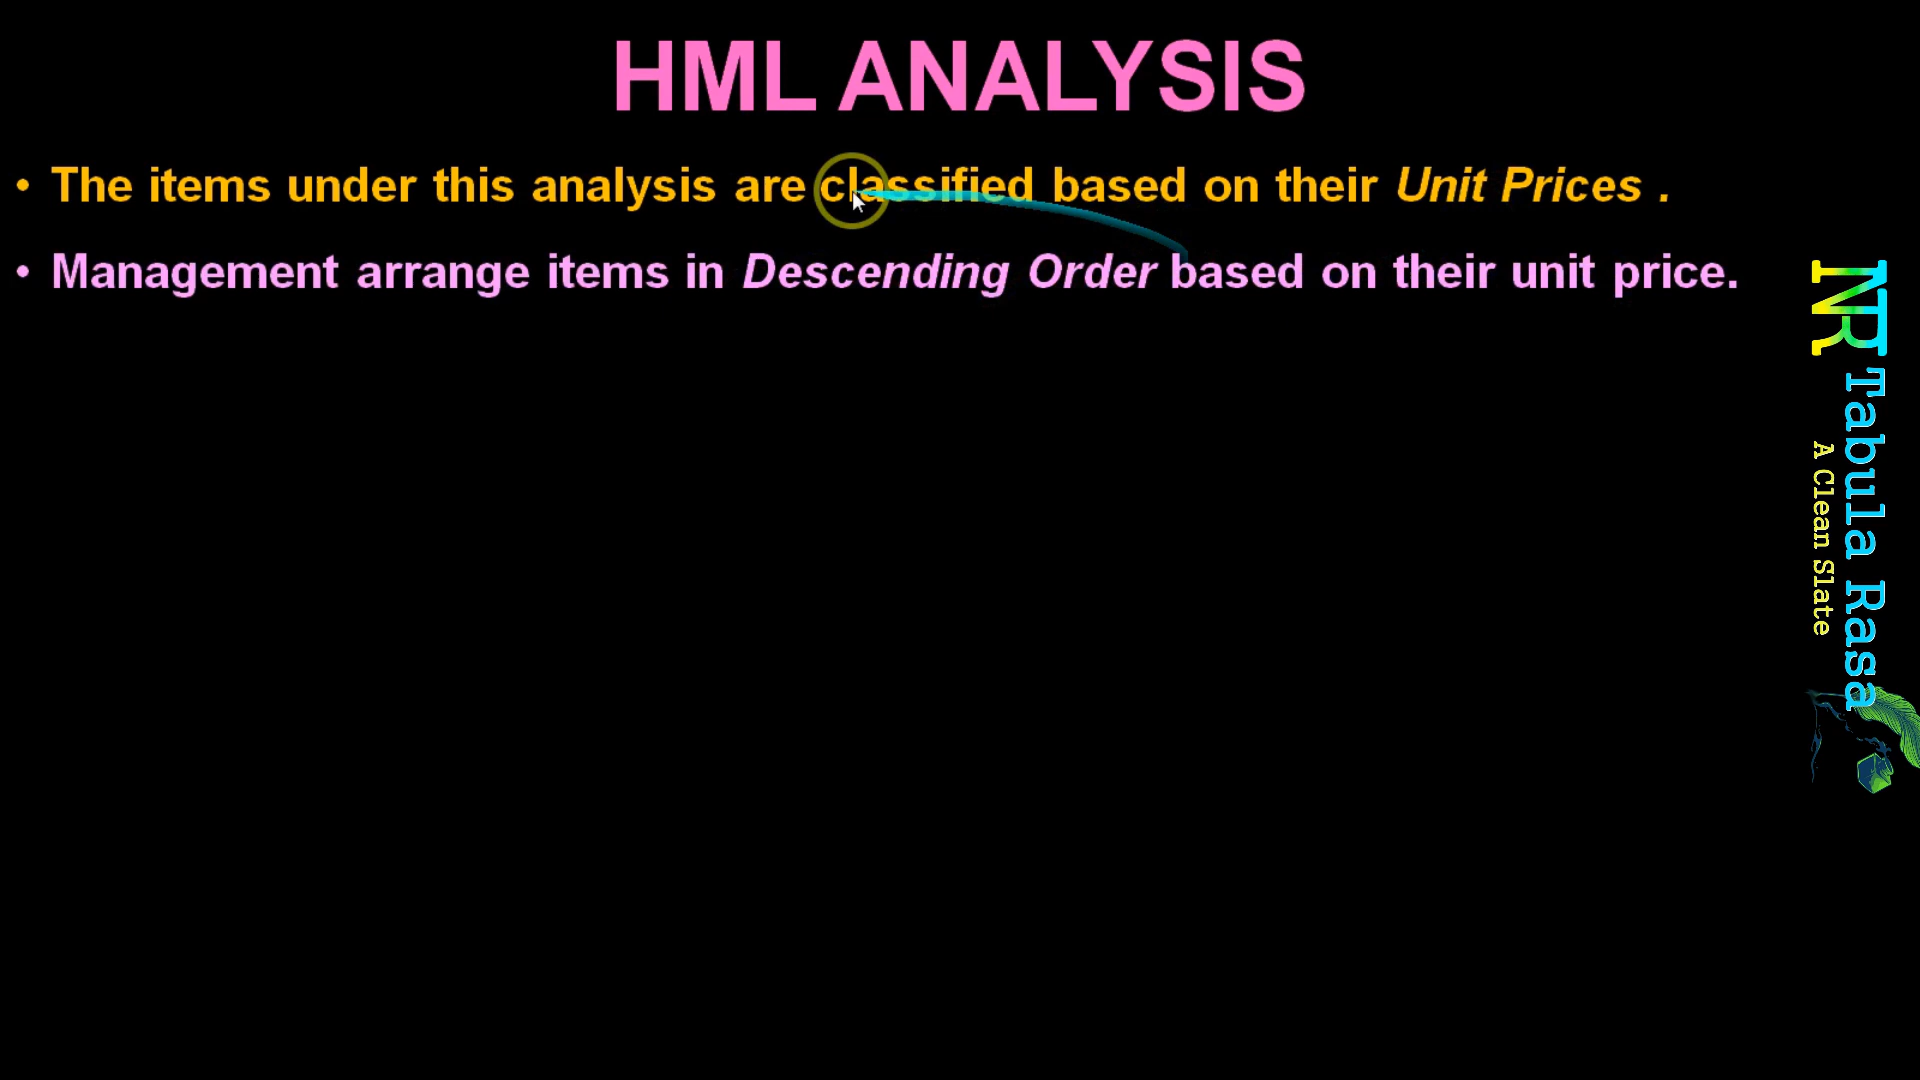 HML ANALYSIS
• The items under this analysis are classified based on their Unit Prices .
• Management arrange items in Descending Order based on their unit price.
NTR
Tabula Rasa
A Clean Slate